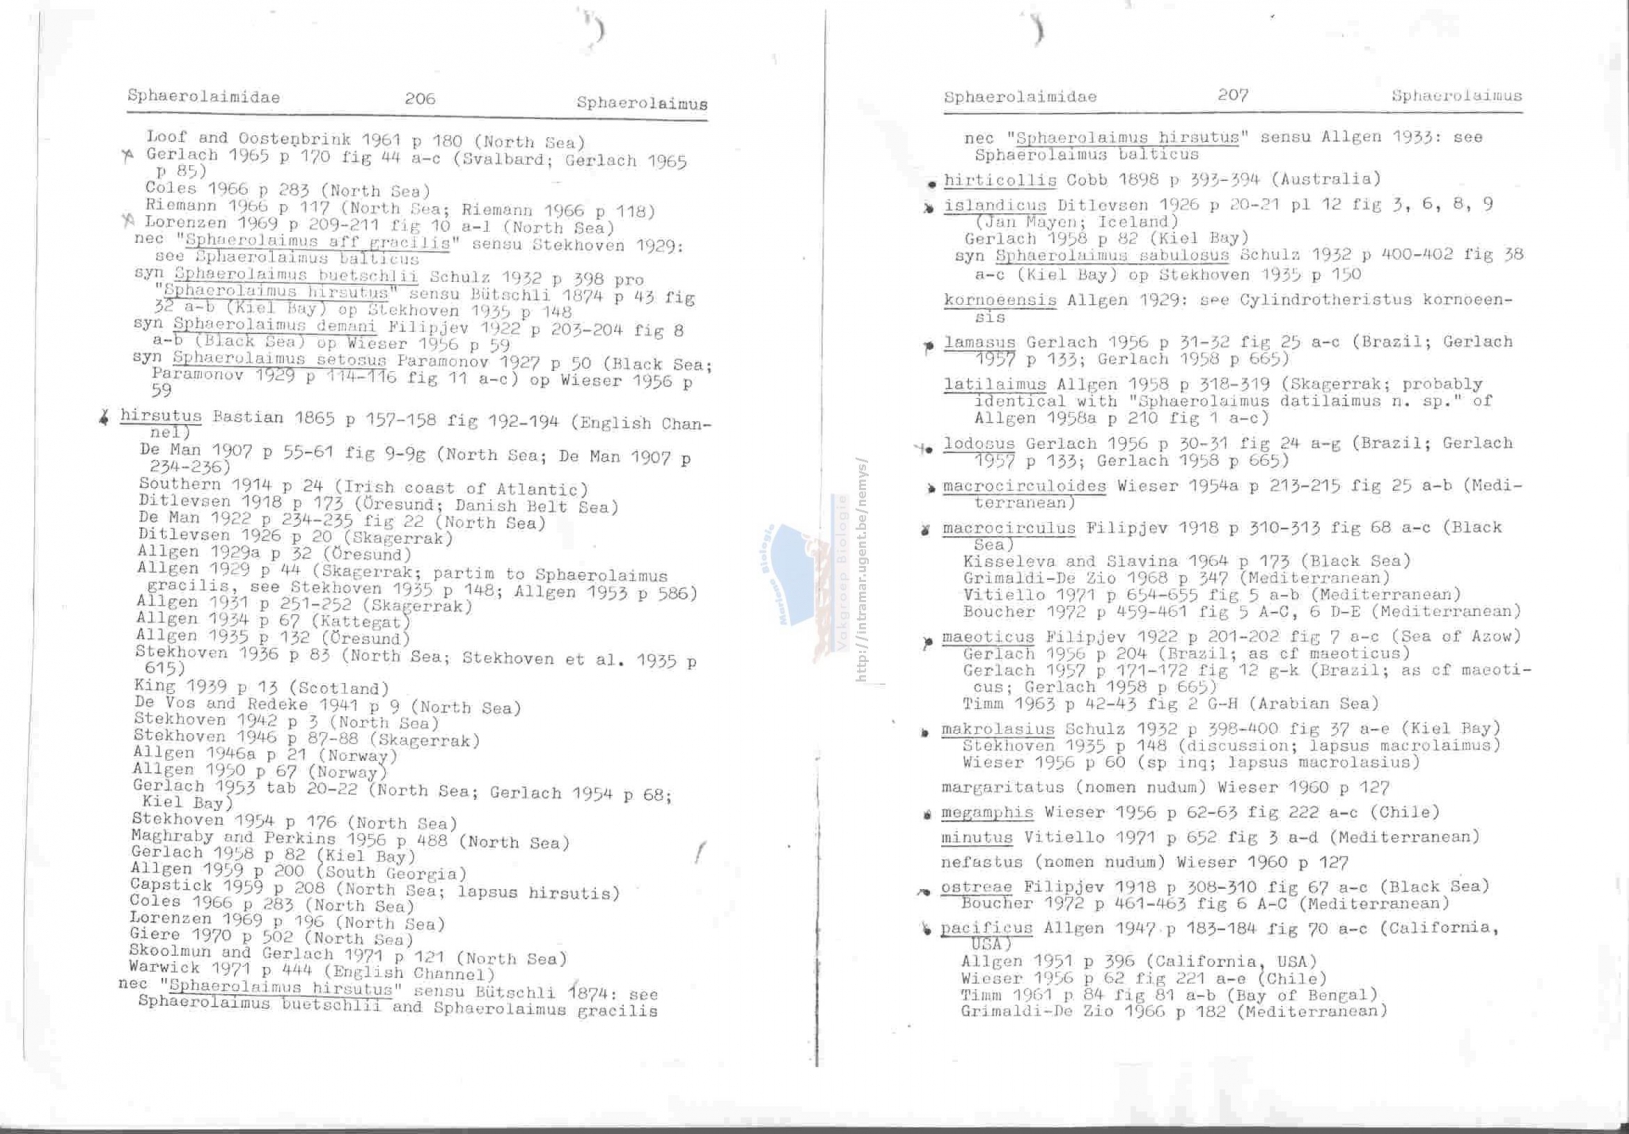 Sphaerolaimidae 206 Sphaerolaimus
Loof and Oostenbrink 1961 p 180 (North Sea)
Gerlach 1965 p 170 fig 44 a-c (Svalbard; Gerlach 1965
p 85)
Coles 1966 p 283 (North Sea)
Riemann 1966 p 117 (North Sea; Riemann 1966 p 118)
Lorenzen 1969 p 209-211 fig 10 a-l (North Sea)
nec "Sphaerolaimus aff gracilis" sensu Stekhoven 1929:
see Sphaerolaimus balticus
syn Sphaerolaimus buetschlii Schulz 1932 p 398 pro
"Sphaerolaimus hirsutus" sensu Bütschli 1874 p 43 fig
32 a-b (Kiel Bay) op Stekhoven 1935 p 148
syn Sphaerolaimus demani Filipjev 1922 p 203-204 fig 8
a-b (Black Sea) op Wieser 1956 p 59
syn Sphaerolaimus setosus Paramonov 1927 p 50 (Black Sea;
Paramonov 1929 p 114-116 fig 11 a-c) op Wieser 1956 p
59
hirsutus Bastian 1865 p 157-158 fig 192-194 (English Chan-
nel)
De Man 1907 p 55-61 fig 9-9g (North Sea; De Man 1907 p
234-236)
Southern 1914 p 24 (Irish coast of Atlantic)
Ditlevsen 1918 p 173 (Öresund; Danish Belt Sea)
De Man 1922 p 234-235 fig 22 (North Sea)
Ditlevsen 1926 p 20 (Skagerrak)
Allgen 1929a p 32 (Öresund)
Allgen 1929 p 44 (Skagerrak; partim to Sphaerolaimus
gracilis, see Stekhoven 1935 p 148; Allgen 1953 p 586)
Allgen 1931 p 251-252 (Skagerrak)
Allgen 1934 p 67 (Kattegat)
Allgen 1935 p 132 (Öresund)
Stekhoven 1936 p 83 (North Sea; Stekhoven et al. 1935 p
615)
King 1939 p 13 (Scotland)
De Vos and Redeke 1941 p 9 (North Sea)
Stekhoven 1942 p 3 (North Sea)
Stekhoven 1946 p 87-88 (Skagerrak)
Allgen 1946a p 21 (Norway)
Allgen 1950 p 67 (Norway)
Gerlach 1953 tab 20-22 (North Sea; Gerlach 1954 p 68;
Kiel Bay)
Stekhoven 1954 p 176 (North Sea)
Maghraby and Perkins 1956 p 488 (North Sea)
Gerlach 1958 p 82 (Kiel Bay)
Allgen 1959 p 200 (South Georgia)
Capstick 1959 p 208 (North Sea; lapsus hirsutis)
Coles 1966 p 283 (North Sea)
Lorenzen 1969 p 196 (North Sea)
Giere 1970 p 502 (North Sea)
Skoolmun and Gerlach 1971 p 121 (North Sea)
Warwick 1971 p 444 (English Channel)
nec "Sphaerolaimus hirsutus" sensu Bütschli 1874: see
Sphaerolaimus buetschlii and Sphaerolaimus gracilis
Mariene Biologie
Vakgroep Biologie
http://intramar.ugent.be/nemys/
Sphaerolaimidae 207 Sphaerolaimus
nec "Sphaerolaimus hirsutus" sensu Allgen 1933: see
Sphaerolaimus balticus
hirticollis Cobb 1898 p 393-394 (Australia)
islandicus Ditlevsen 1926 p 20-21 pl 12 fig 3, 6, 8, 9
(Jan Mayen; Iceland)
Gerlach 1958 p 82 (Kiel Bay)
syn Sphaerolaimus sabulosus Schulz 1932 p 400-402 fig 38
a-c (Kiel Bay) op Stekhoven 1935 p 150
kornoeensis Allgen 1929: see Cylindrotheristus kornoeen-
sis
lamasus Gerlach 1956 p 31-32 fig 25 a-c (Brazil; Gerlach
1957 p 133; Gerlach 1958 p 665)
latilaimus Allgen 1958 p 318-319 (Skagerrak; probably
identical with "Sphaerolaimus datilaimus n. sp." of
Allgen 1958a p 210 fig 1 a-c)
lodosus Gerlach 1956 p 30-31 fig 24 a-g (Brazil; Gerlach
1957 p 133; Gerlach 1958 p 665)
macrocirculoides Wieser 1954a p 213-215 fig 25 a-b (Medi-
terranean)
macrocirculus Filipjev 1918 p 310-313 fig 68 a-c (Black
Sea)
Kisseleva and Slavina 1964 p 173 (Black Sea)
Grimaldi-De Zio 1968 p 347 (Mediterranean)
Vitiello 1971 p 654-655 fig 5 a-b (Mediterranean)
Boucher 1972 p 459-461 fig 5 A-C, 6 D-E (Mediterranean)
maeoticus Filipjev 1922 p 201-202 fig 7 a-c (Sea of Azow)
Gerlach 1956 p 204 (Brazil; as cf maeoticus)
Gerlach 1957 p 171-172 fig 12 g-k (Brazil; as cf maeoti-
cus; Gerlach 1958 p 665)
Timm 1963 p 42-43 fig 2 G-H (Arabian Sea)
makrolasius Schulz 1932 p 398-400 fig 37 a-e (Kiel Bay)
Stekhoven 1935 p 148 (discussion; lapsus macrolaimus)
Wieser 1956 p 60 (sp inq; lapsus macrolasius)
margaritatus (nomen nudum) Wieser 1960 p 127
megamphis Wieser 1956 p 62-63 fig 222 a-c (Chile)
minutus Vitiello 1971 p 652 fig 3 a-d (Mediterranean)
nefastus (nomen nudum) Wieser 1960 p 127
ostreae Filipjev 1918 p 308-310 fig 67 a-c (Black Sea)
Boucher 1972 p 461-463 fig 6 A-C (Mediterranean)
pacificus Allgen 1947 p 183-184 fig 70 a-c (California,
USA)
Allgen 1951 p 396 (California, USA)
Wieser 1956 p 62 fig 221 a-e (Chile)
Timm 1961 p 84 fig 81 a-b (Bay of Bengal)
Grimaldi-De Zio 1966 p 182 (Mediterranean)